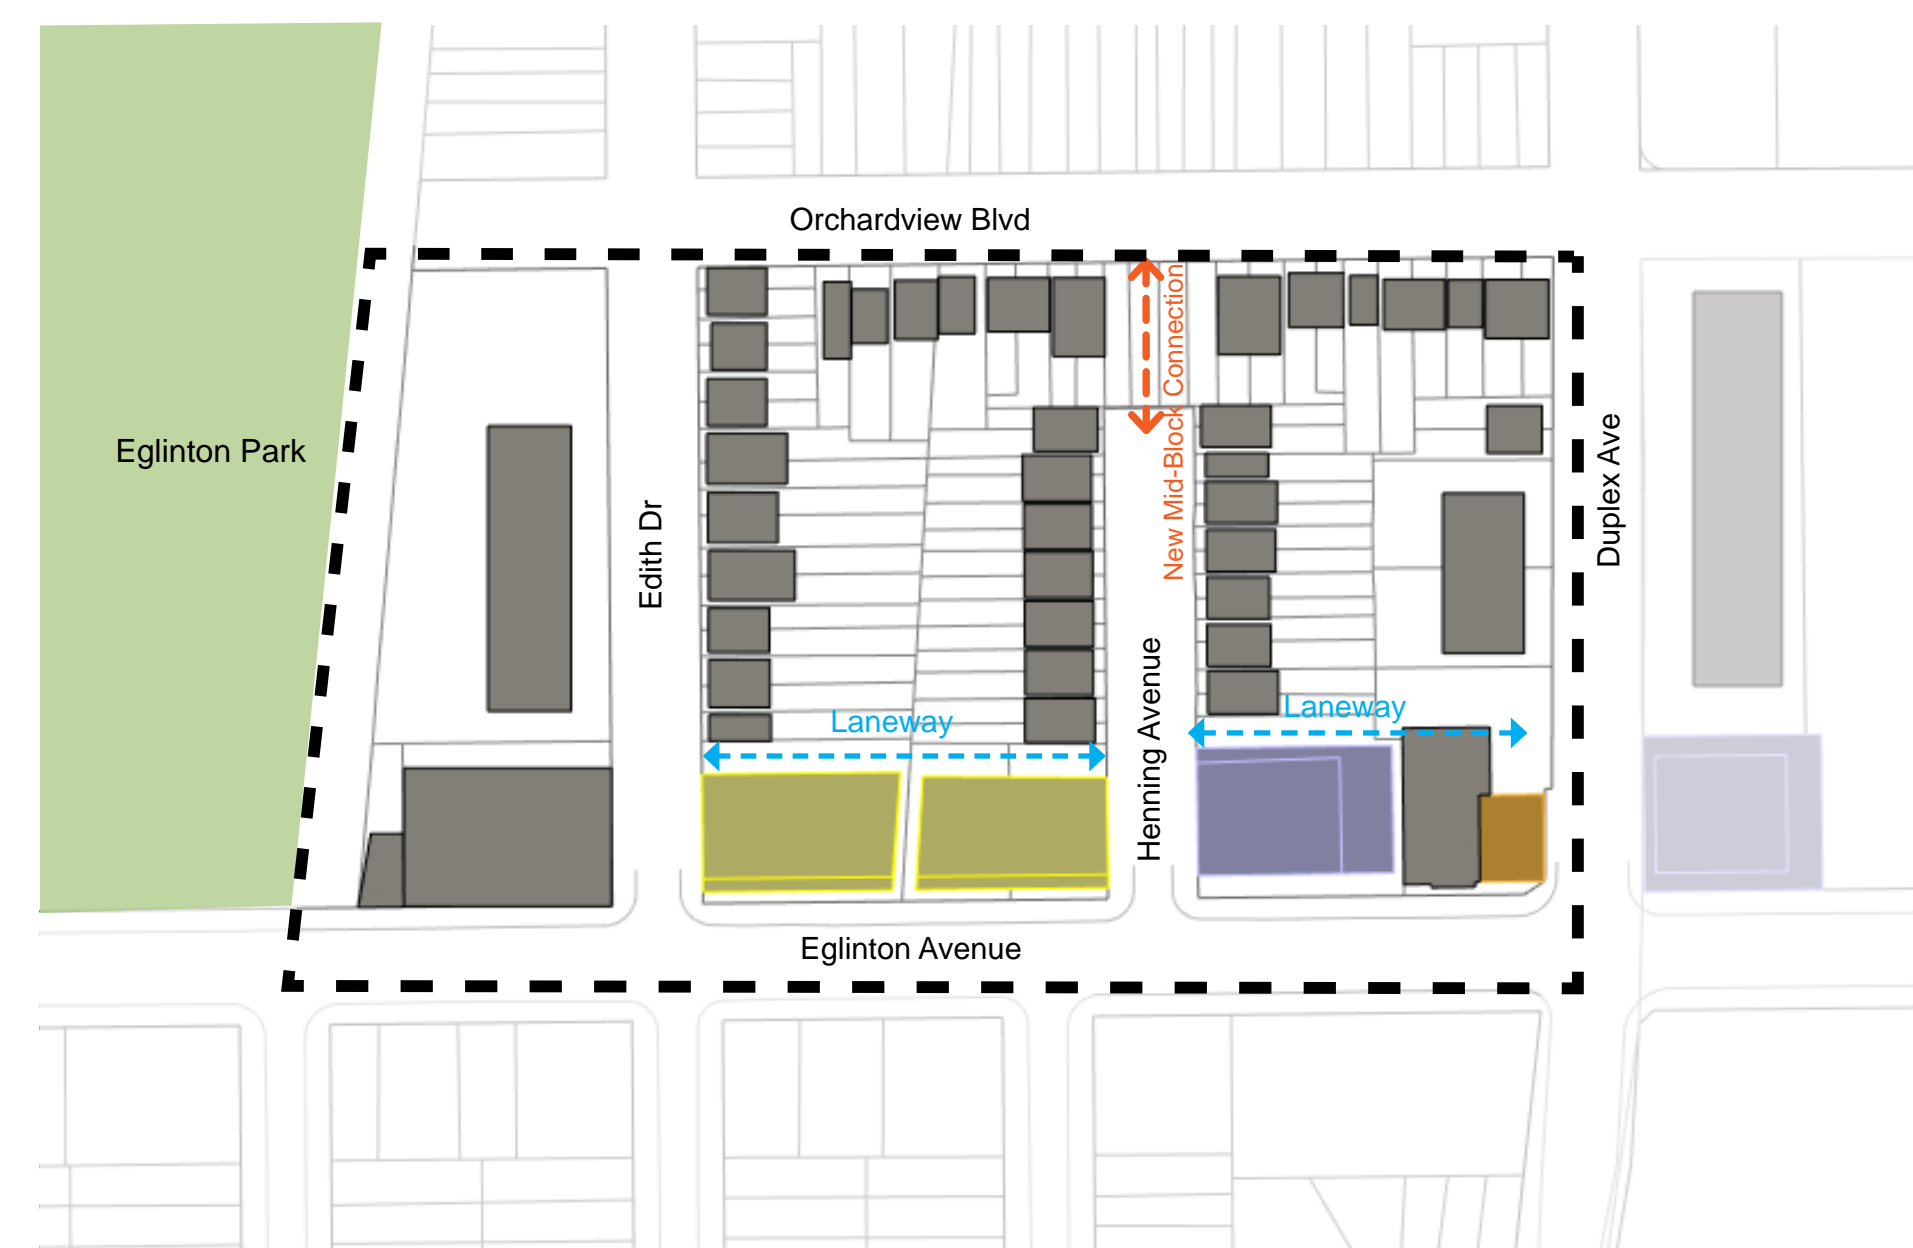 Orchardview Blvd
Eglinton Park
Edith Dr
New Mid-Block Connection
Duplex Ave
Laneway
Laneway
Henning Avenue
Eglinton Avenue